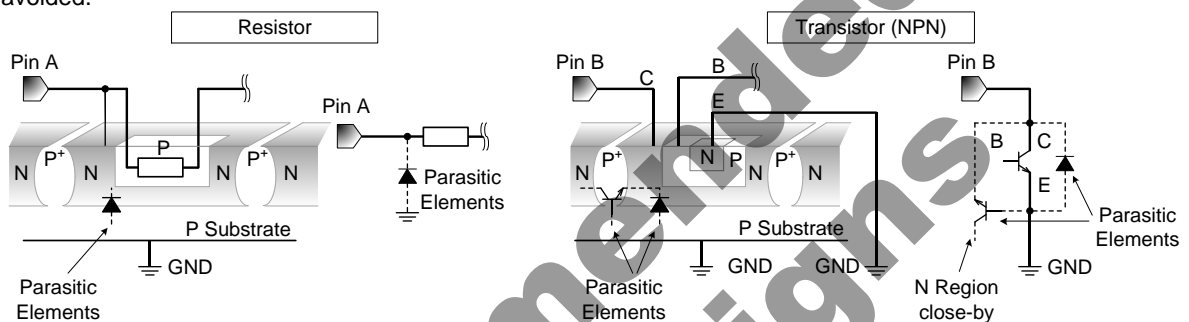 avoided.
Resistor
Transistor (NPN)
Pin A
Pin B
C
B
E
Pin B
Pin A
N P+ N P N P+ N
N P+ N P N P+ N
B C
E
Parasitic
Elements
P Substrate
GND
Parasitic
Elements
P Substrate
GND GND
Parasitic
Elements
Parasitic
Elements
GND
N Region
close-by